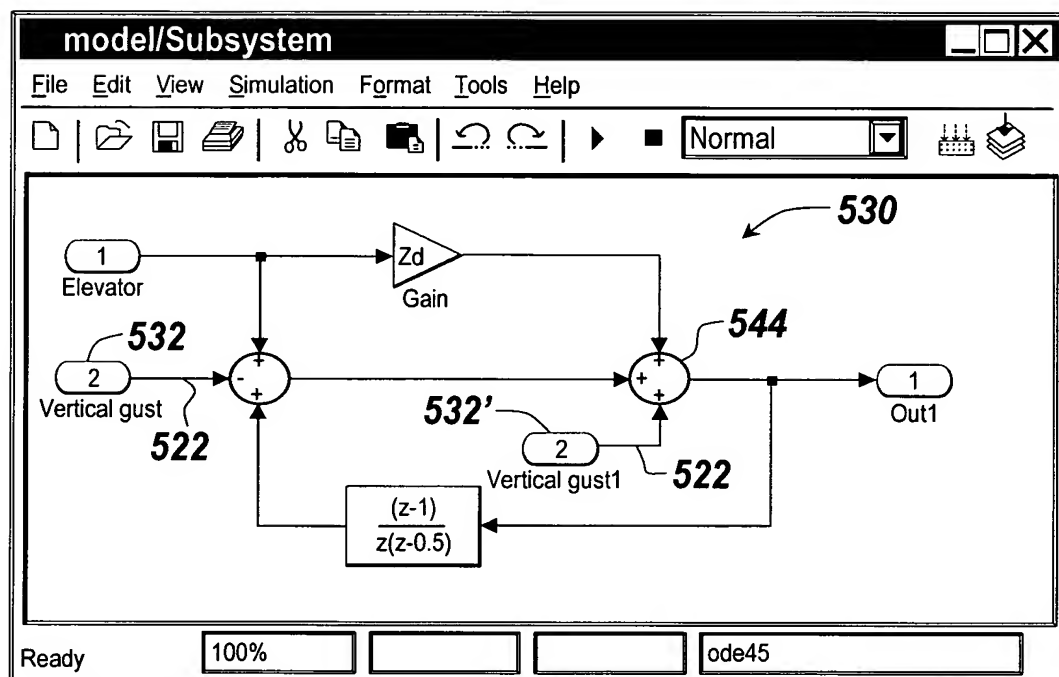 model/Subsystem
File Edit View Simulation Format Tools Help
Normal
530
1
Elevator
Zd
Gain
532
544
2
Vertical gust
522
-
+
+
+
+
+
1
Out1
532'
2
Vertical gust1
522
(z-1)
z(z-0.5)
Ready 100% ode45